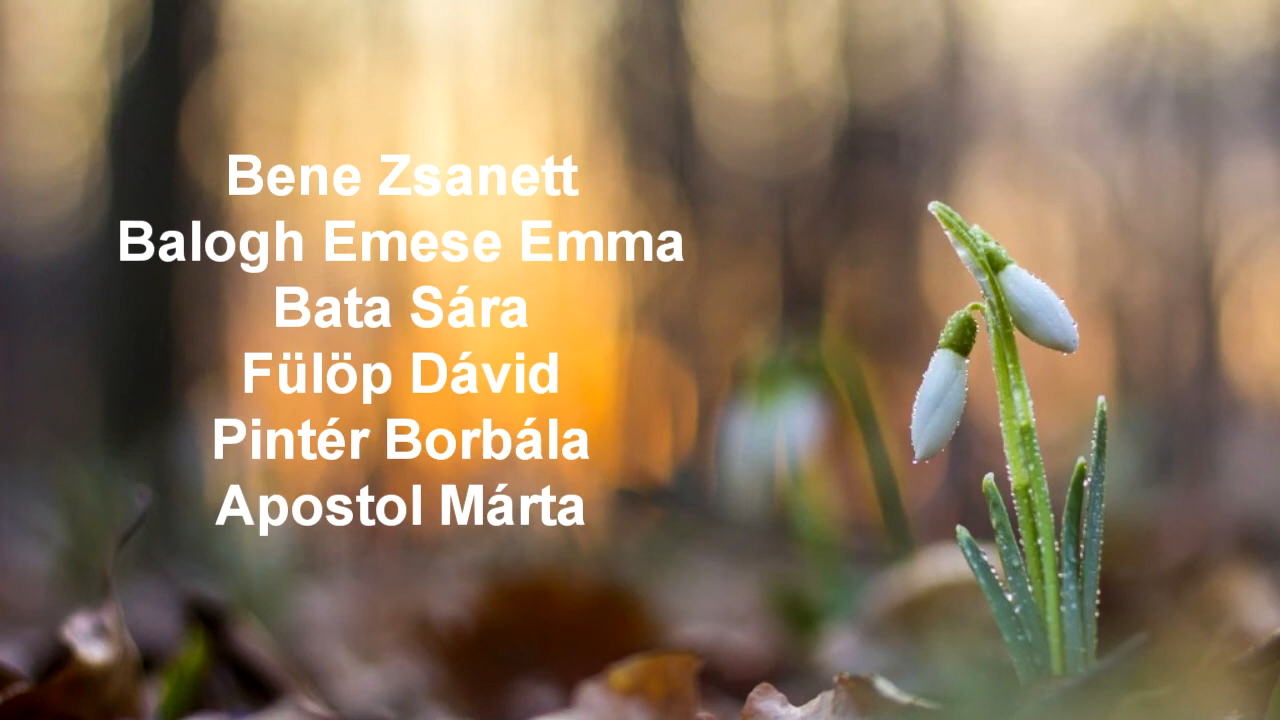 Bene Zsanett
Balogh Emese Emma
Bata Sára
Fülöp Dávid
Pintér Borbála
Apostol Márta